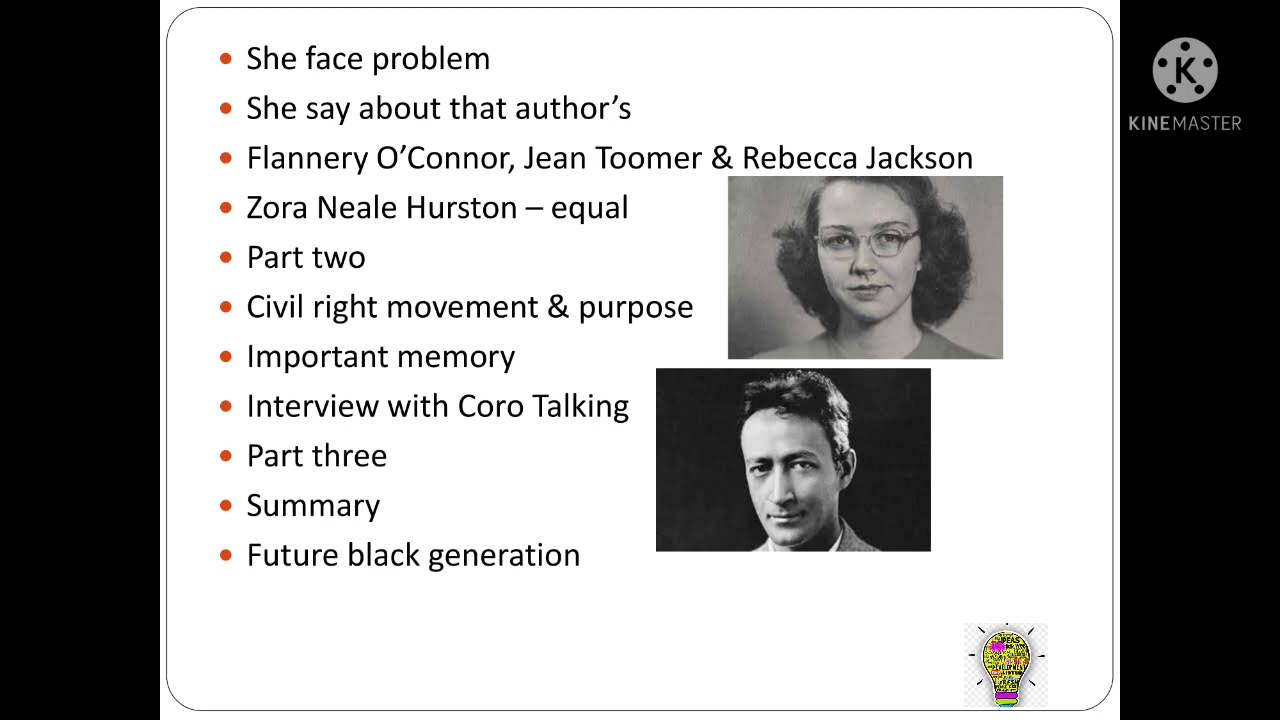 She face problem
She say about that author's
Flannery O'Connor, Jean Toomer & Rebecca Jackson
Zora Neale Hurston – equal
Part two
Civil right movement & purpose
Important memory
Interview with Coro Talking
Part three
Summary
Future black generation
K
KINEMASTER
IDEAS